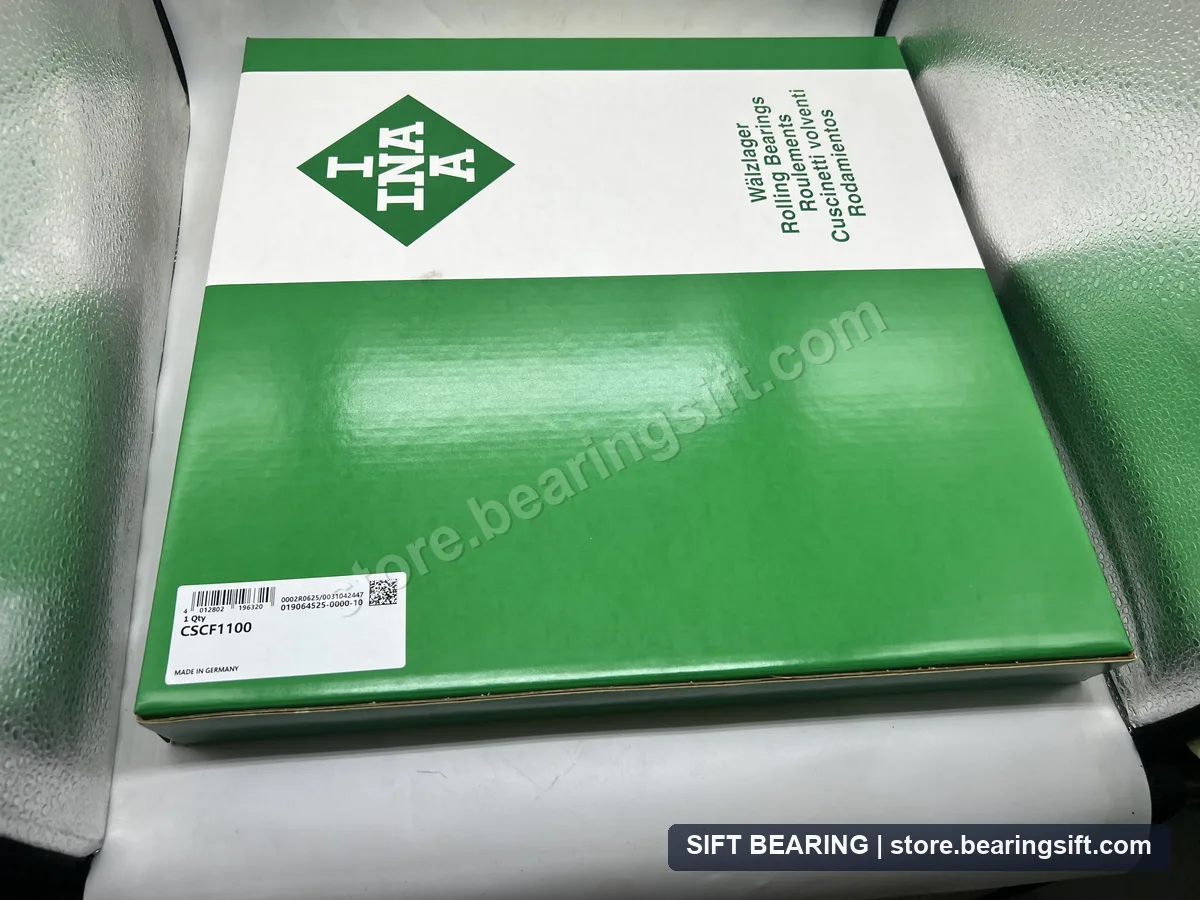 I
INA
A
Wälzlager
Rolling Bearings
Roulements
Cuscinetti volventi
Rodamientos
store.bearingsift.com
4 012802 196320
0002R0625/0031042447
019064525-0000-10
1 Qty
CSCF1100
MADE IN GERMANY
SIFT BEARING | store.bearingsift.com